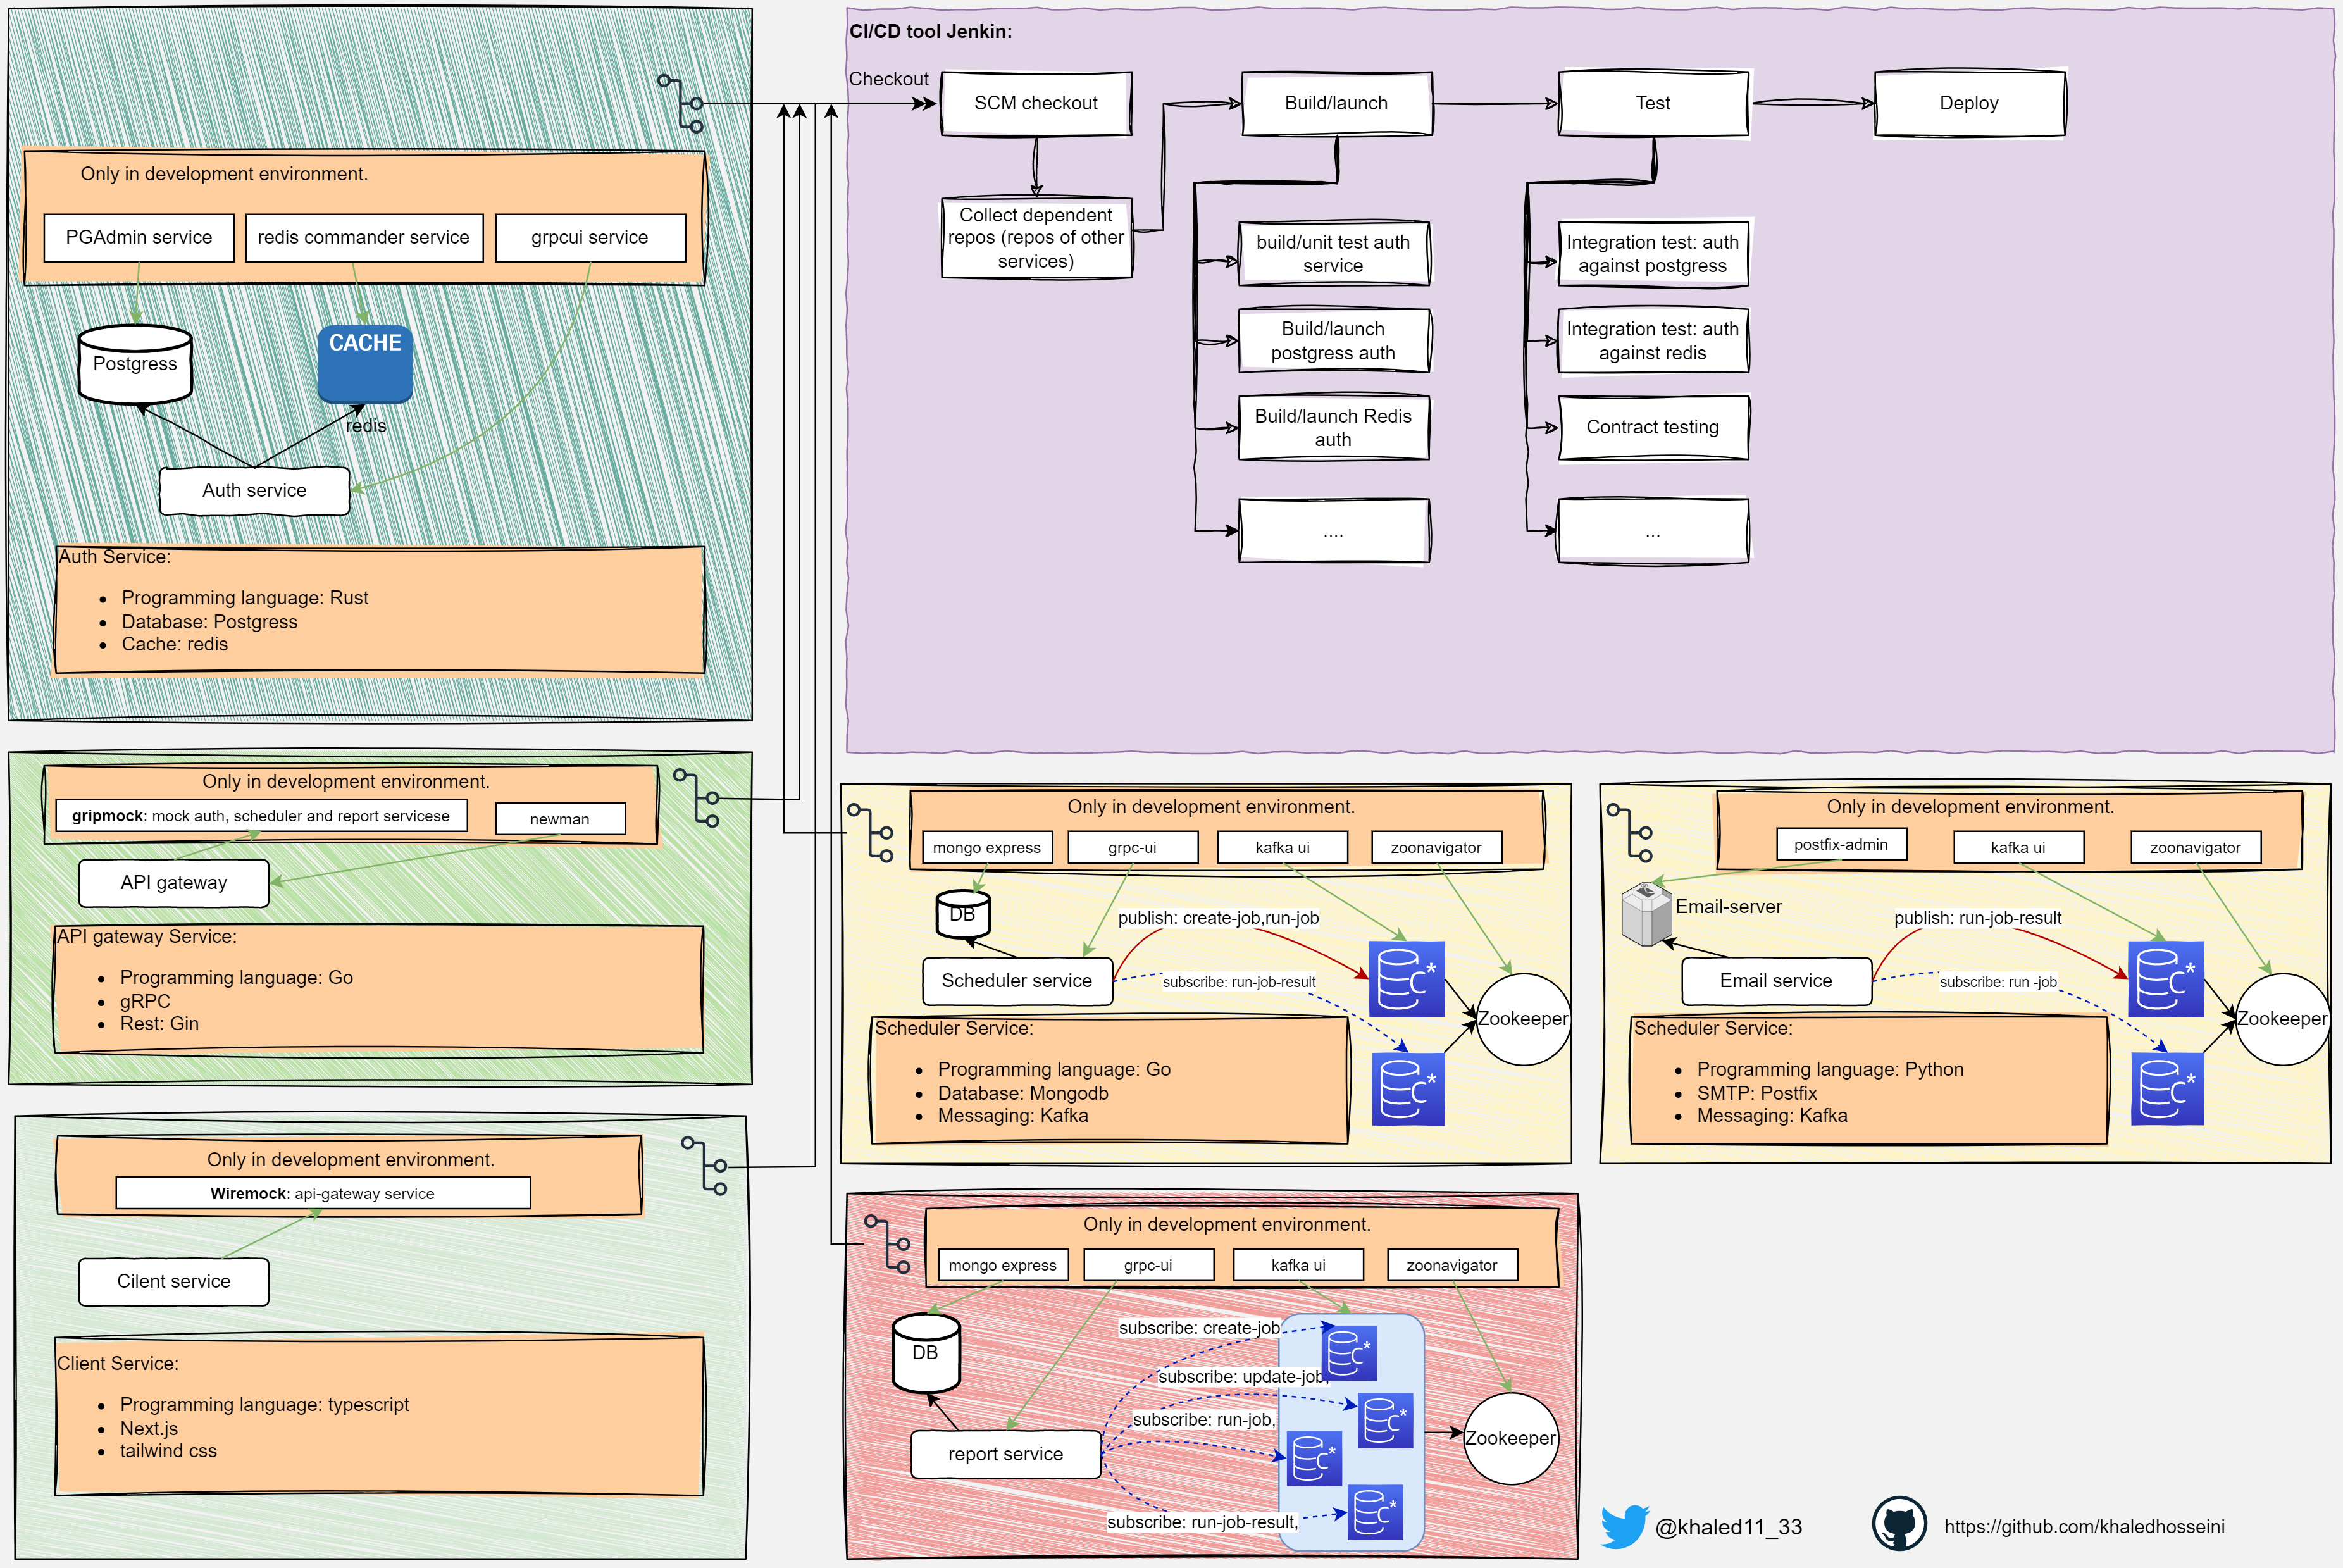 Only in development environment.
PGAdmin service
redis commander service
grpcui service
Postgress
CACHE
redis
Auth service
Auth Service:
Programming language: Rust
Database: Postgress
Cache: redis
CI/CD tool Jenkin:
Checkout
SCM checkout
Build/launch
Test
Deploy
Collect dependent
repos (repos of other
services)
build/unit test auth
service
Build/launch
postgress auth
Build/launch Redis
auth
....
Integration test: auth
against postgress
Integration test: auth
against redis
Contract testing
...
Only in development environment.
gripmock: mock auth, scheduler and report servicese
newman
API gateway
API gateway Service:
Programming language: Go
gRPC
Rest: Gin
Only in development environment.
mongo express
grpc-ui
kafka ui
zoonavigator
DB
publish: create-job,run-job
Scheduler service
subscribe: run-job-result
C*
C*
Zookeeper
Scheduler Service:
Programming language: Go
Database: Mongodb
Messaging: Kafka
Only in development environment.
postfix-admin
kafka ui
zoonavigator
Email-server
publish: run-job-result
Email service
subscribe: run -job
C*
C*
Zookeeper
Scheduler Service:
Programming language: Python
SMTP: Postfix
Messaging: Kafka
Only in development environment.
Wiremock: api-gateway service
Cilent service
Client Service:
Programming language: typescript
Next.js
tailwind css
Only in development environment.
mongo express
grpc-ui
kafka ui
zoonavigator
DB
subscribe: create-job
C*
subscribe: update-job,
C*
subscribe: run-job,
C*
report service
Zookeeper
subscribe: run-job-result,
C*
@khaled11_33
https://github.com/khaledhosseini